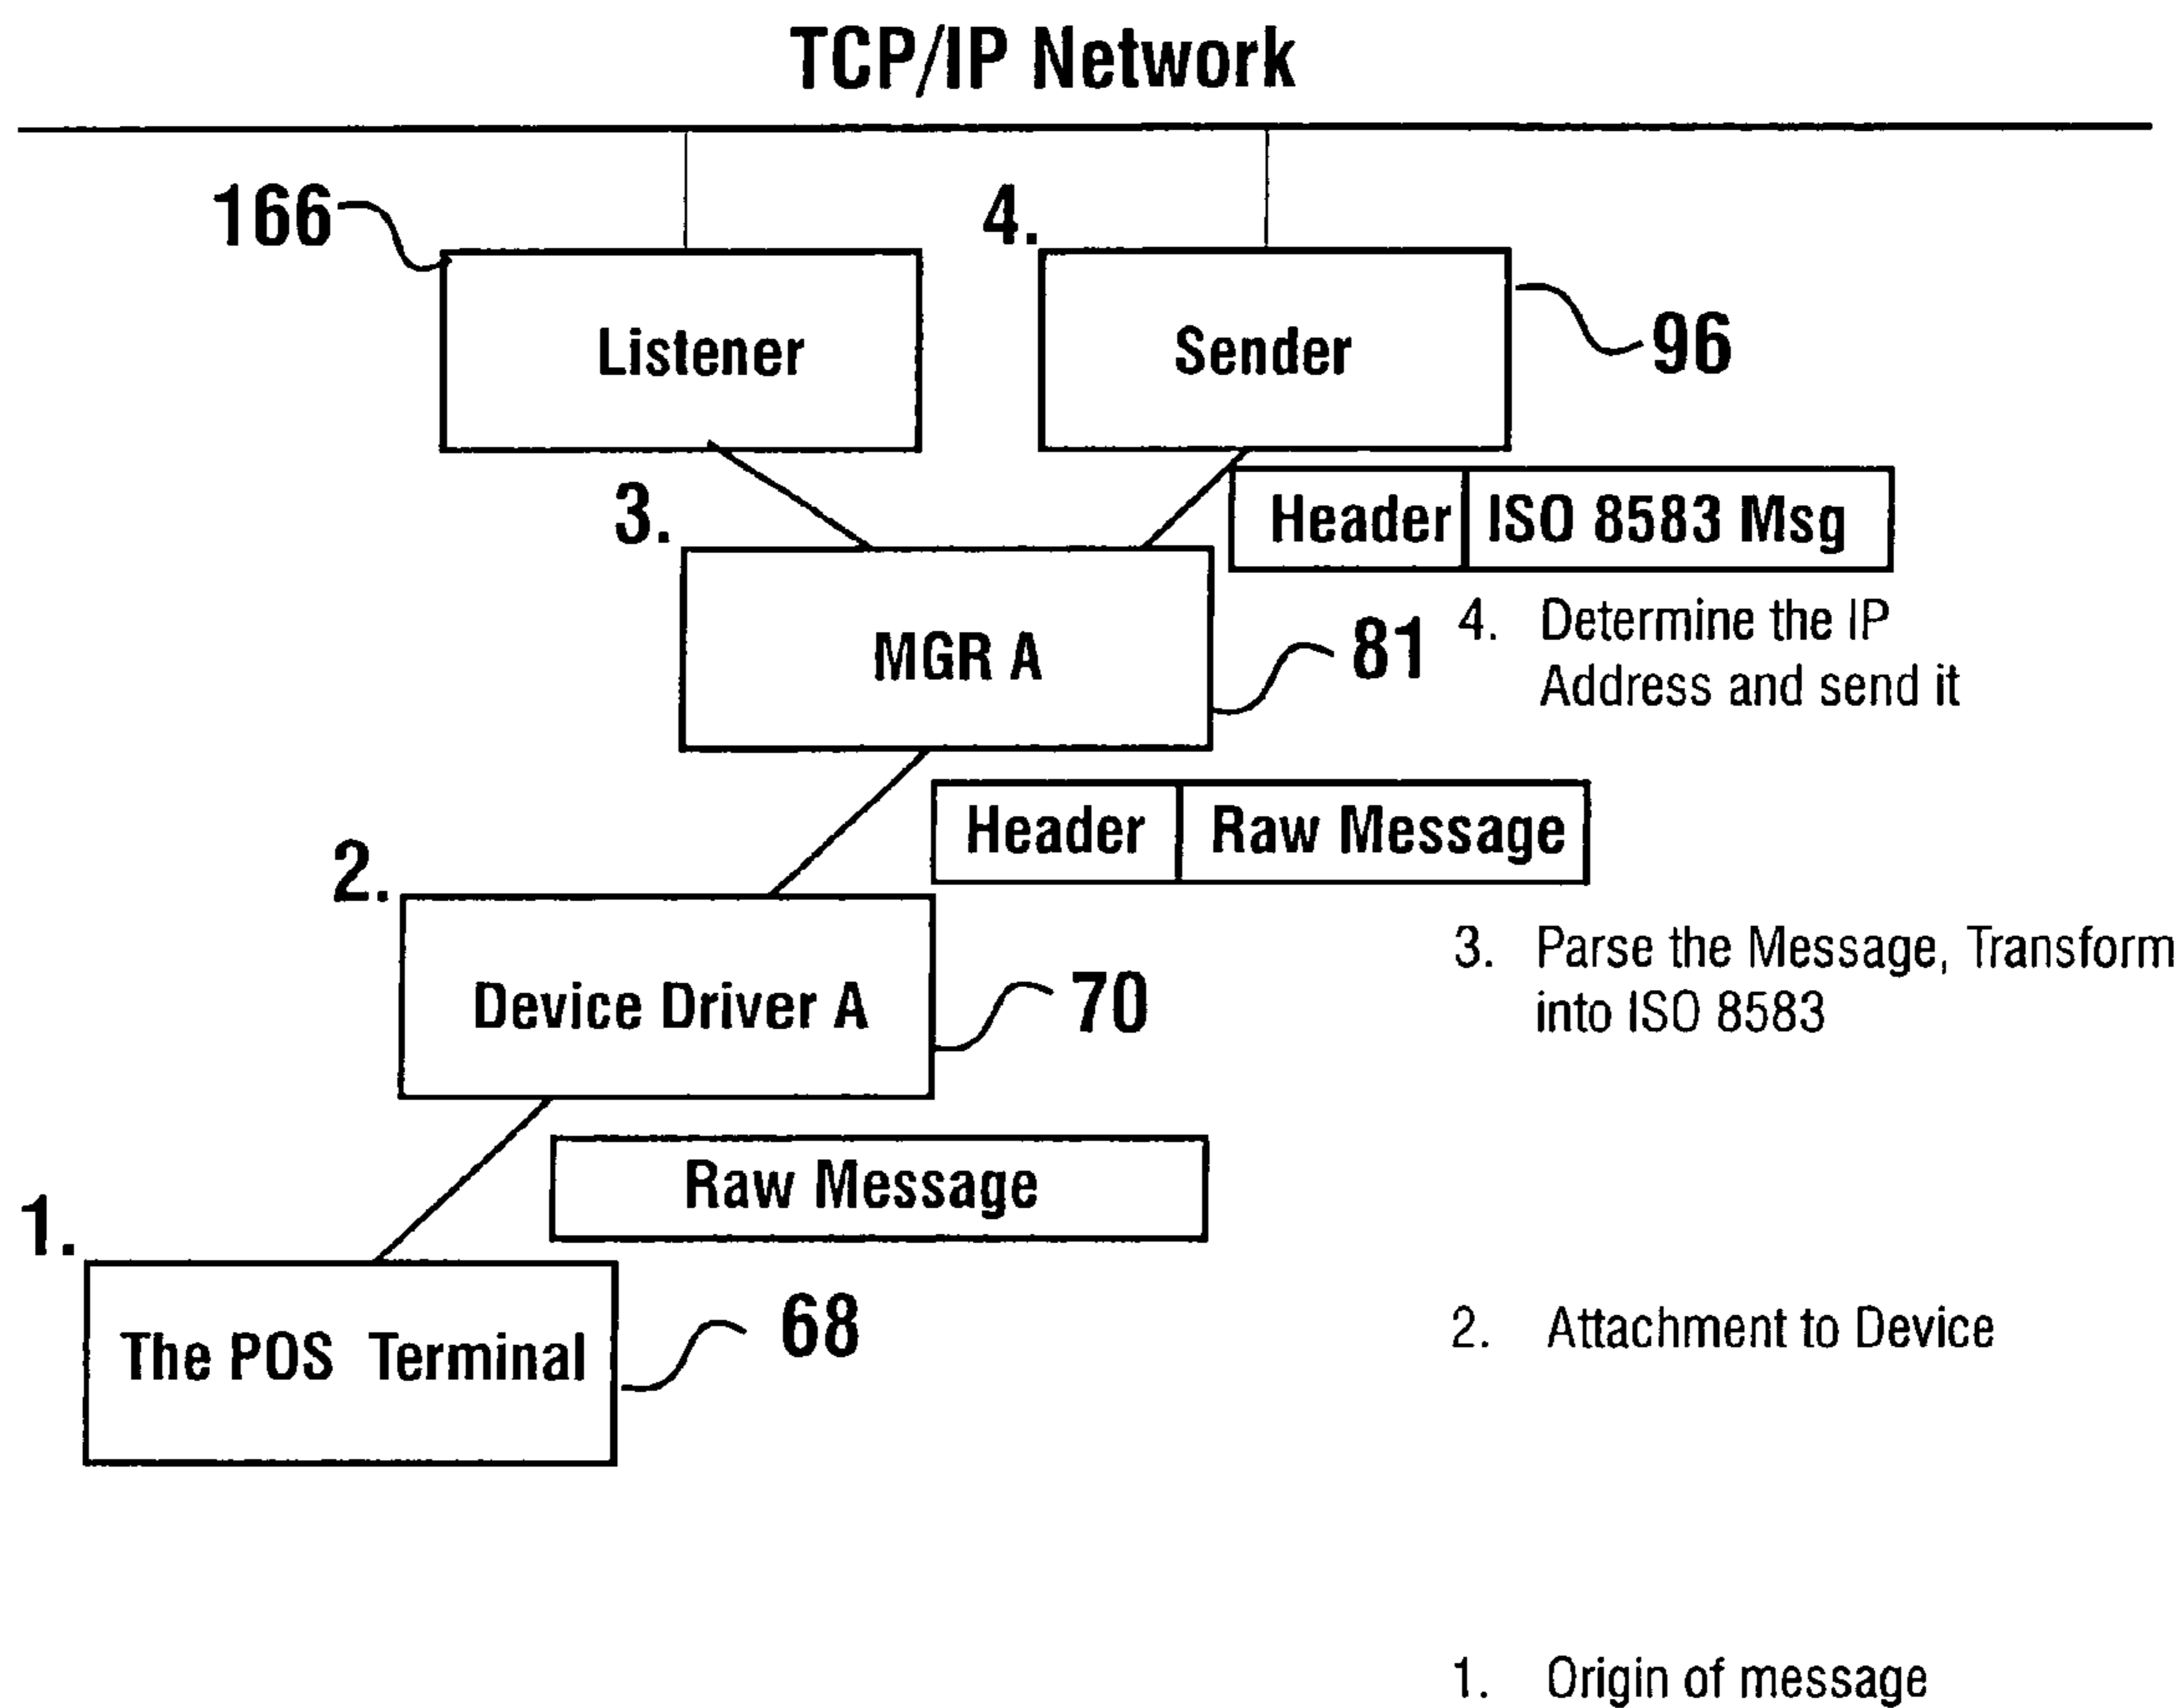 TCP/IP Network
166
4.
Listener
Sender
96
3.
Header
ISO 8583 Msg
MGR A
81
4. Determine the IP
Address and send it
Header
Raw Message
2.
Device Driver A
70
3. Parse the Message, Transform
into ISO 8583
Raw Message
1.
The POS Terminal
68
2. Attachment to Device
1. Origin of message